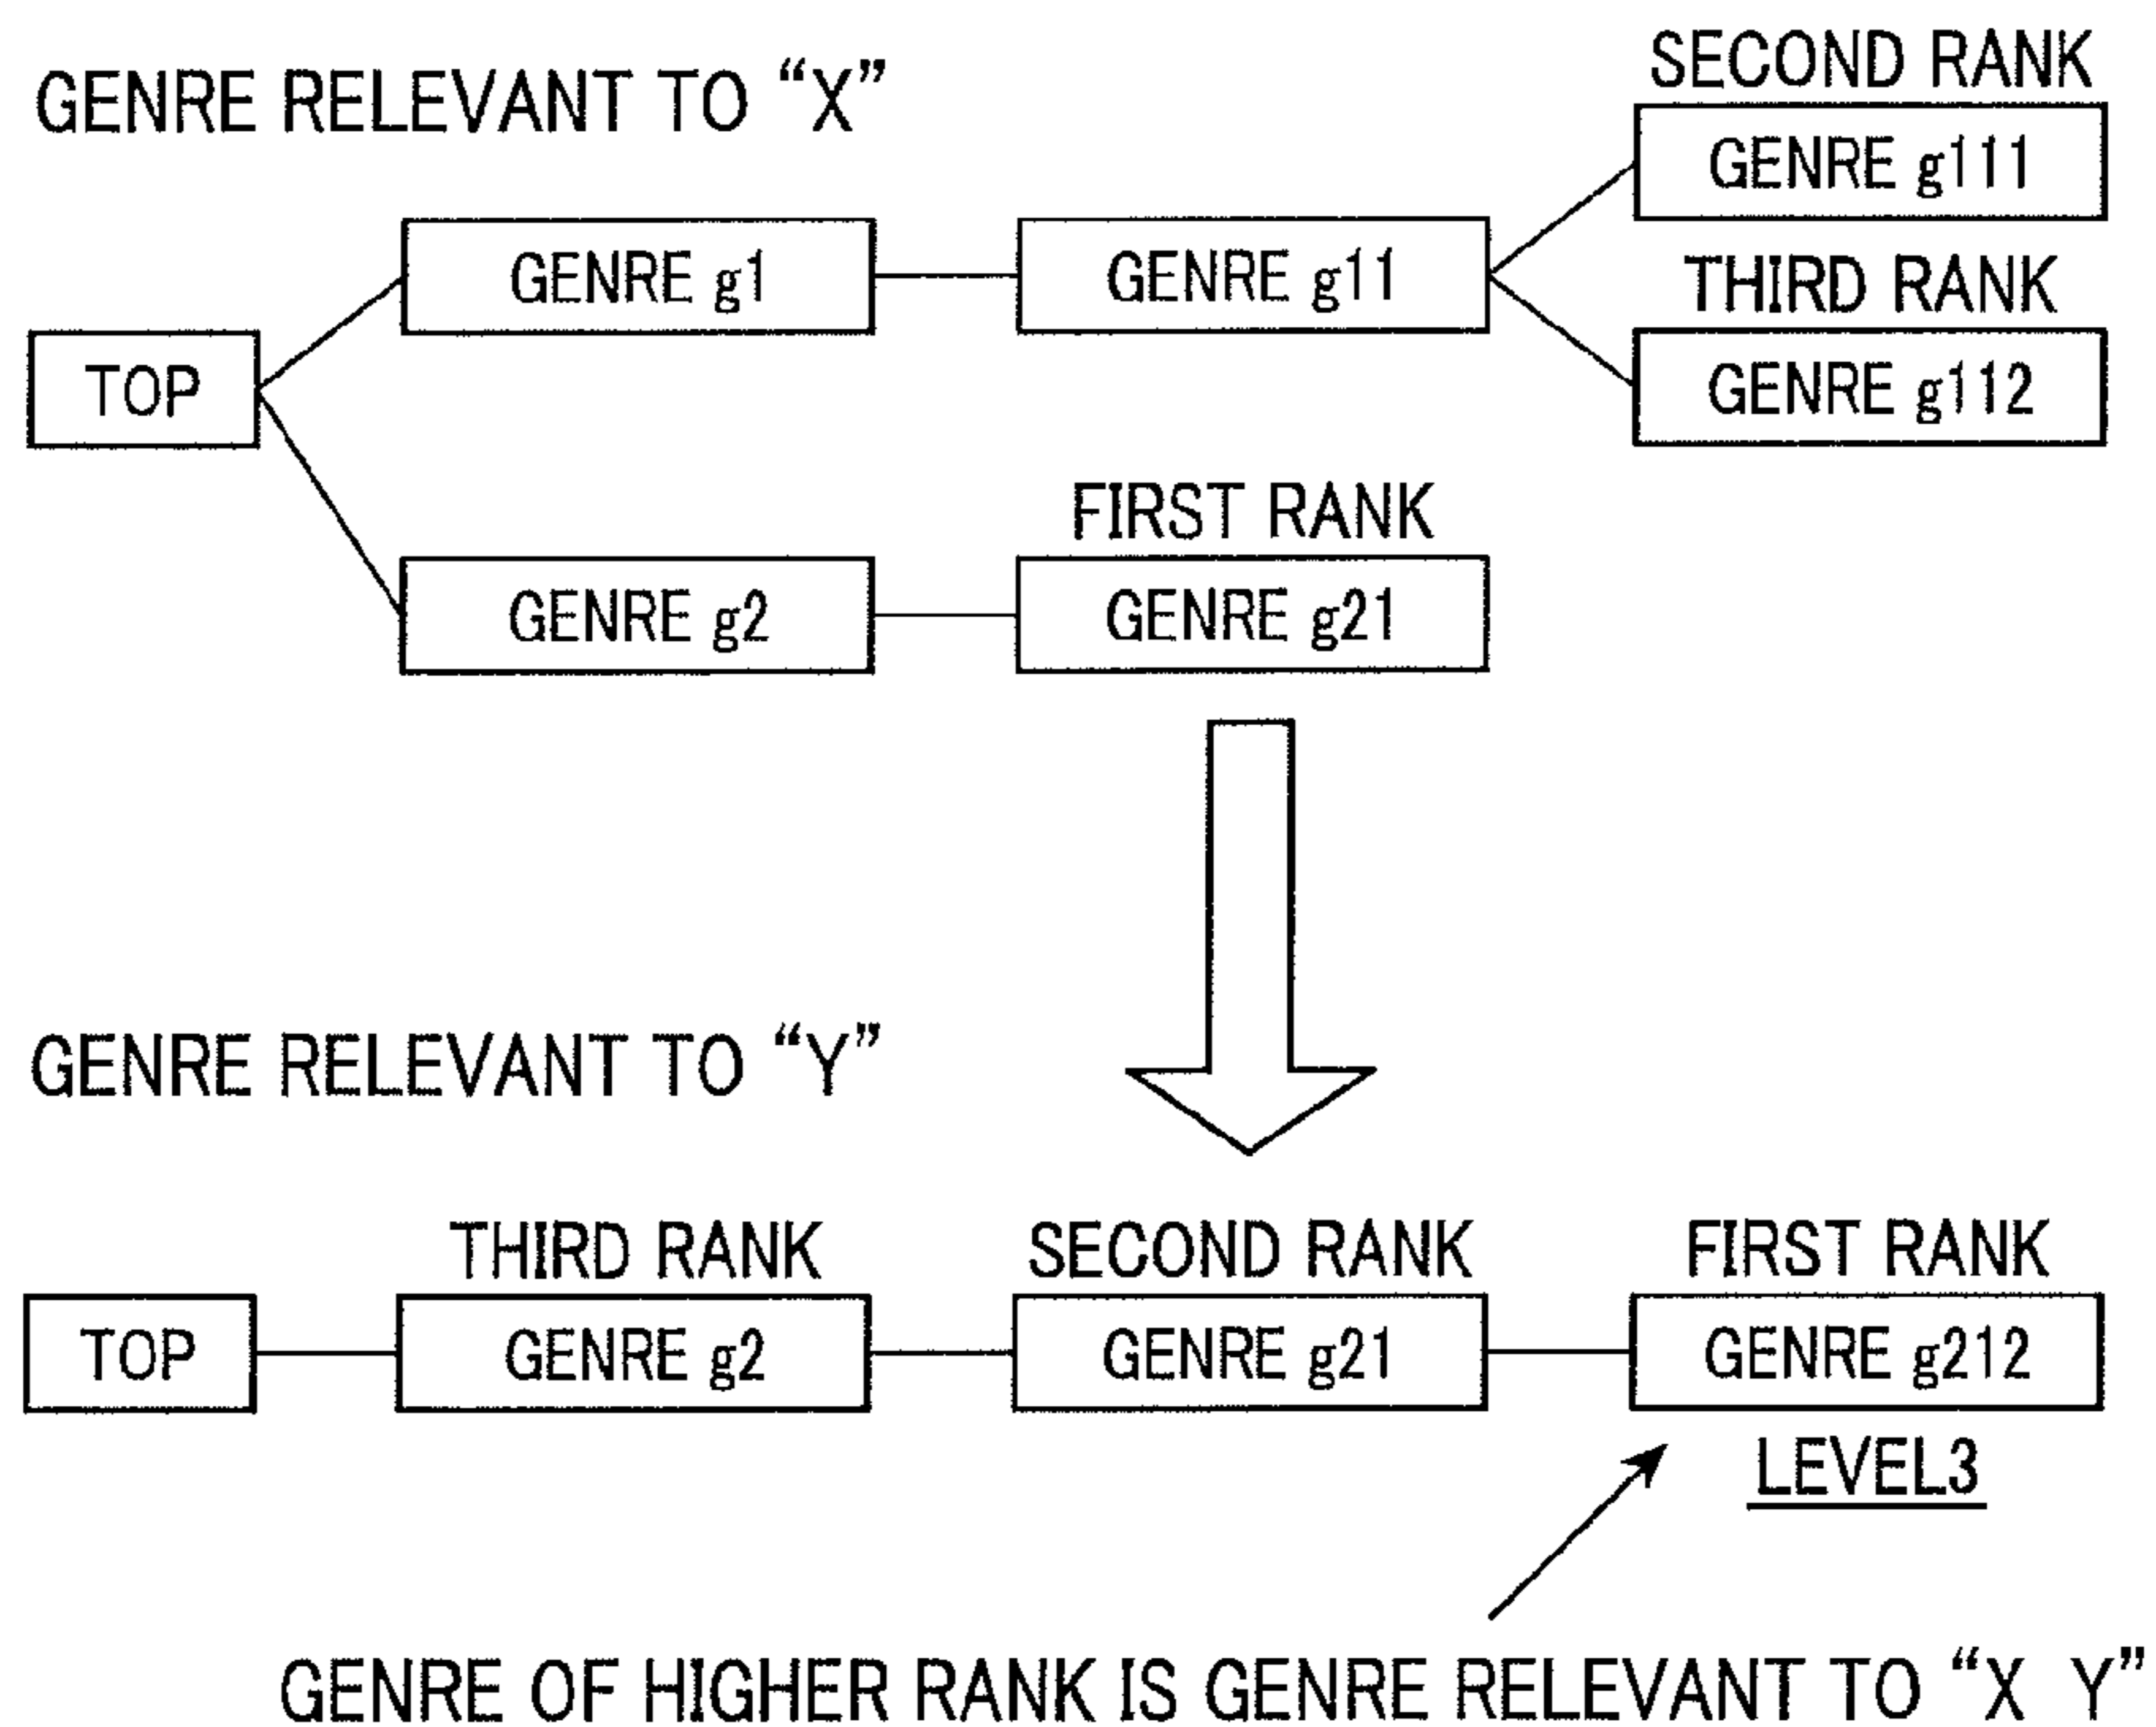 GENRE RELEVANT TO “X”
SECOND RANK
GENRE g111
GENRE g1
GENRE g11
THIRD RANK
TOP
GENRE g112
FIRST RANK
GENRE g2
GENRE g21
GENRE RELEVANT TO “Y”
THIRD RANK
SECOND RANK
FIRST RANK
TOP
GENRE g2
GENRE g21
GENRE g212
LEVEL3
GENRE OF HIGHER RANK IS GENRE RELEVANT TO “X Y”